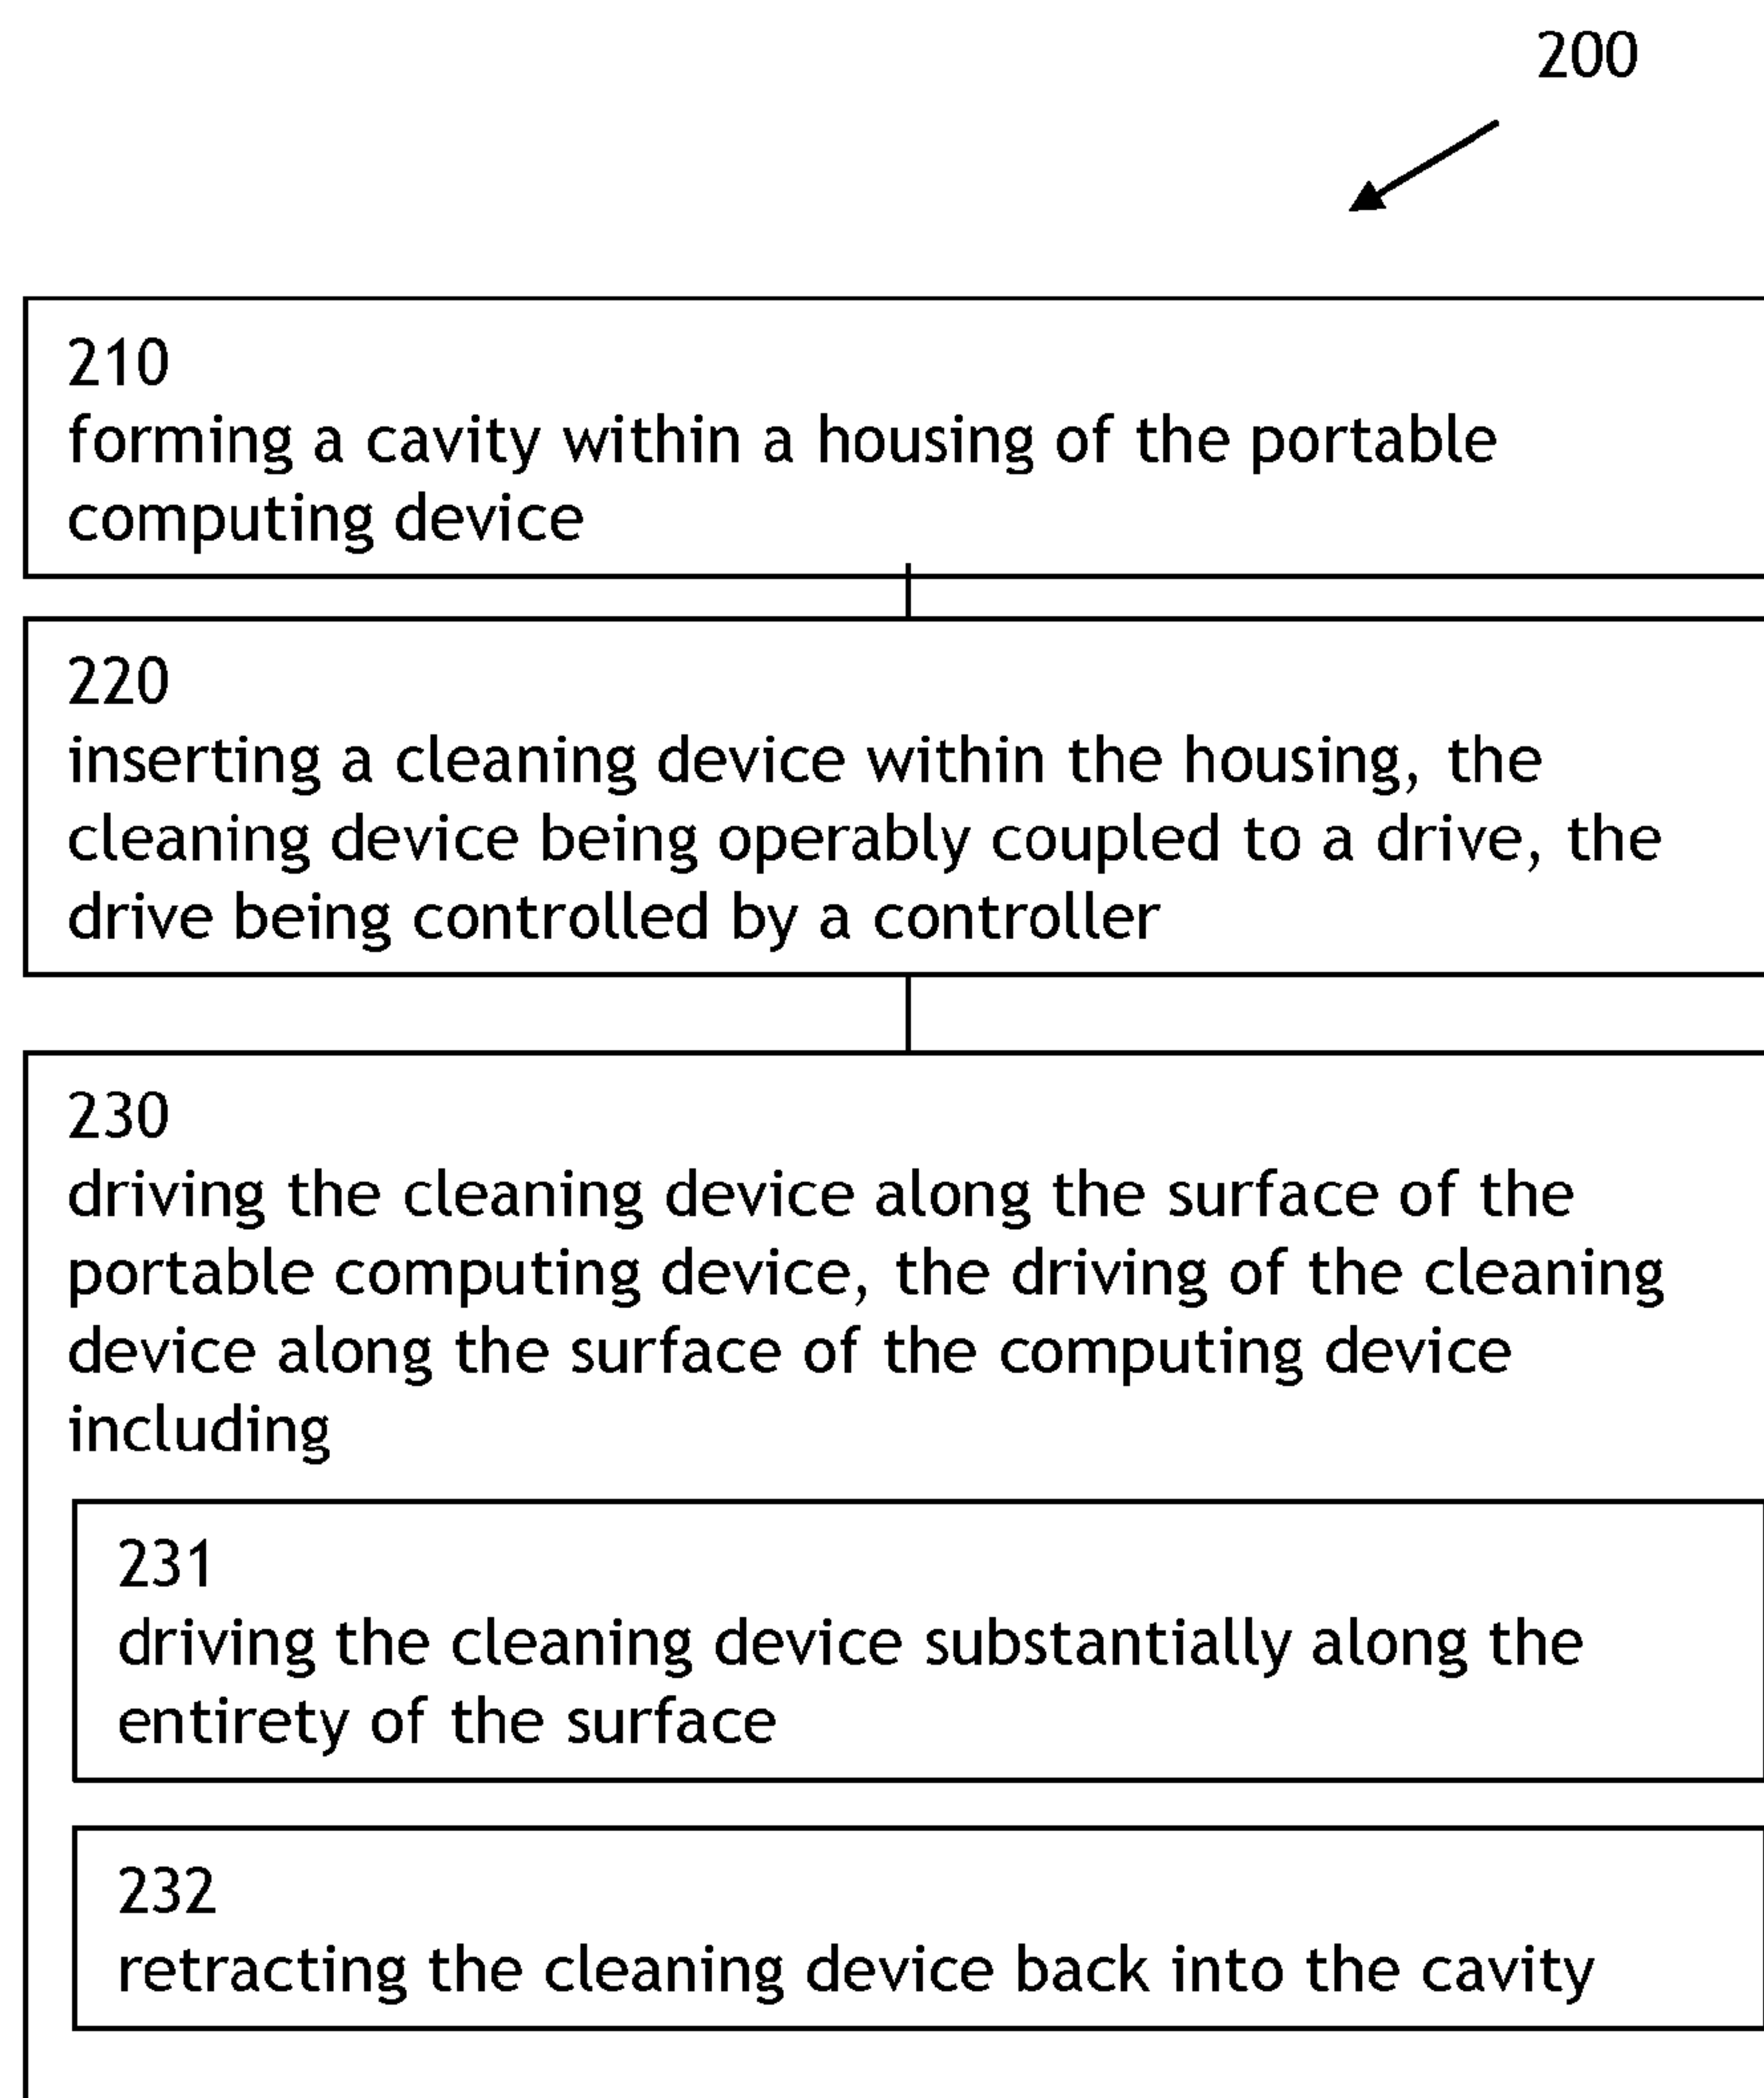 200
210
forming a cavity within a housing of the portable
computing device
220
inserting a cleaning device within the housing, the
cleaning device being operably coupled to a drive, the
drive being controlled by a controller
230
driving the cleaning device along the surface of the
portable computing device, the driving of the cleaning
device along the surface of the computing device
including
231
driving the cleaning device substantially along the
entirety of the surface
232
retracting the cleaning device back into the cavity